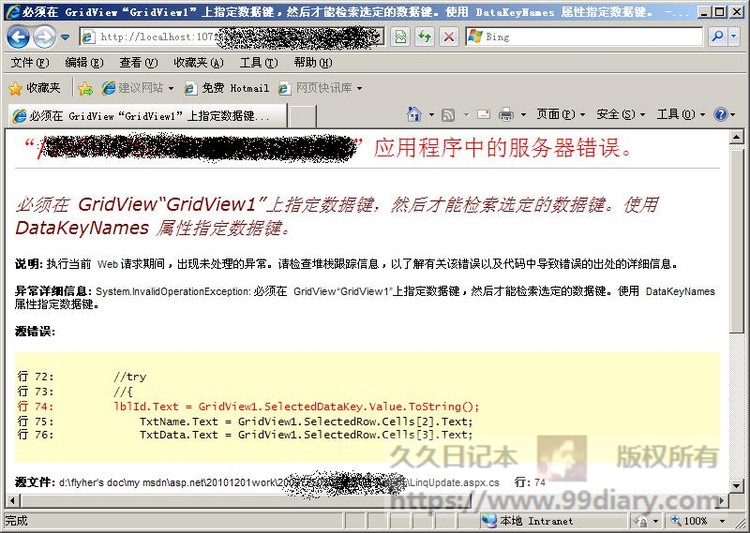 必须在 GridView“GridView1”上指定数据键，然后才能检索选定的数据键。使用 DataKeyNames 属性指定数据键。 -...
http://localhost:107
Bing
文件(F) 编辑(E) 查看(V) 收藏夹(A) 工具(T) 帮助(H)
收藏夹 建议网站 免费 Hotmail 网页快讯库
必须在 GridView“GridView1”上指定数据键...
页面(P) 安全(S) 工具(O)
“/ ”应用程序中的服务器错误。
必须在 GridView“GridView1”上指定数据键，然后才能检索选定的数据键。使用
DataKeyNames 属性指定数据键。
说明: 执行当前 Web 请求期间，出现未处理的异常。请检查堆栈跟踪信息，以了解有关该错误以及代码中导致错误的出处的详细信息。
异常详细信息: System.InvalidOperationException: 必须在 GridView“GridView1”上指定数据键，然后才能检索选定的数据键。使用 DataKeyNames
属性指定数据键。
源错误:
行 72: //try
行 73: //{
行 74: lblId.Text = GridView1.SelectedDataKey.Value.ToString();
行 75: TxtName.Text = GridView1.SelectedRow.Cells[2].Text;
行 76: TxtData.Text = GridView1.SelectedRow.Cells[3].Text;
久久日记本 版权所有
源文件: d:\flyher's doc\my msdn\asp.net\20101201work\200 \LinqUpdate.aspx.cs 行: 74
https://www.99diary.com
完成 本地 Intranet 100%